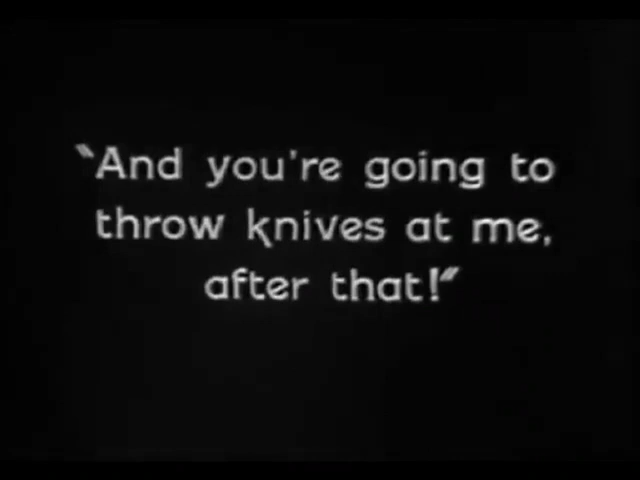 "And you're going to
throw knives at me,
after that!"